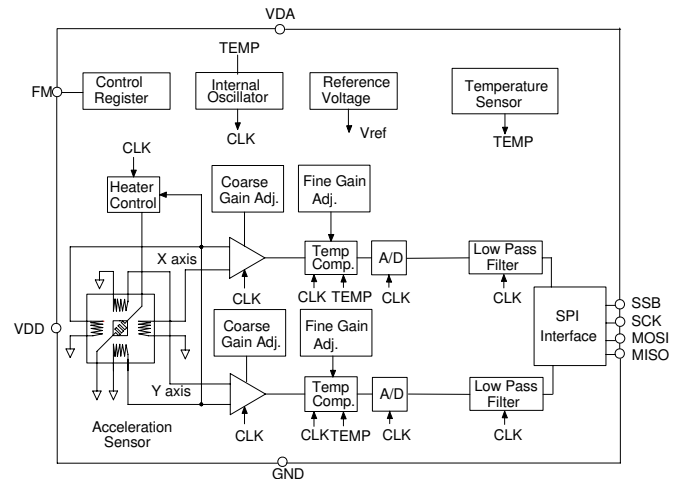 VDA
TEMP
FM
Control
Register
Internal
Oscillator
Reference
Voltage
Temperature
Sensor
CLK
Vref
TEMP
CLK
Heater
Control
Coarse
Gain Adj.
Fine Gain
Adj.
X axis
Temp
Comp.
A/D
Low Pass
Filter
CLK
CLK
TEMP
CLK
CLK
VDD
Coarse
Gain Adj.
Fine Gain
Adj.
SPI
Interface
SSB
SCK
MOSI
MISO
Y axis
Temp
Comp.
A/D
Low Pass
Filter
Acceleration
Sensor
CLK
CLK
TEMP
CLK
CLK
GND